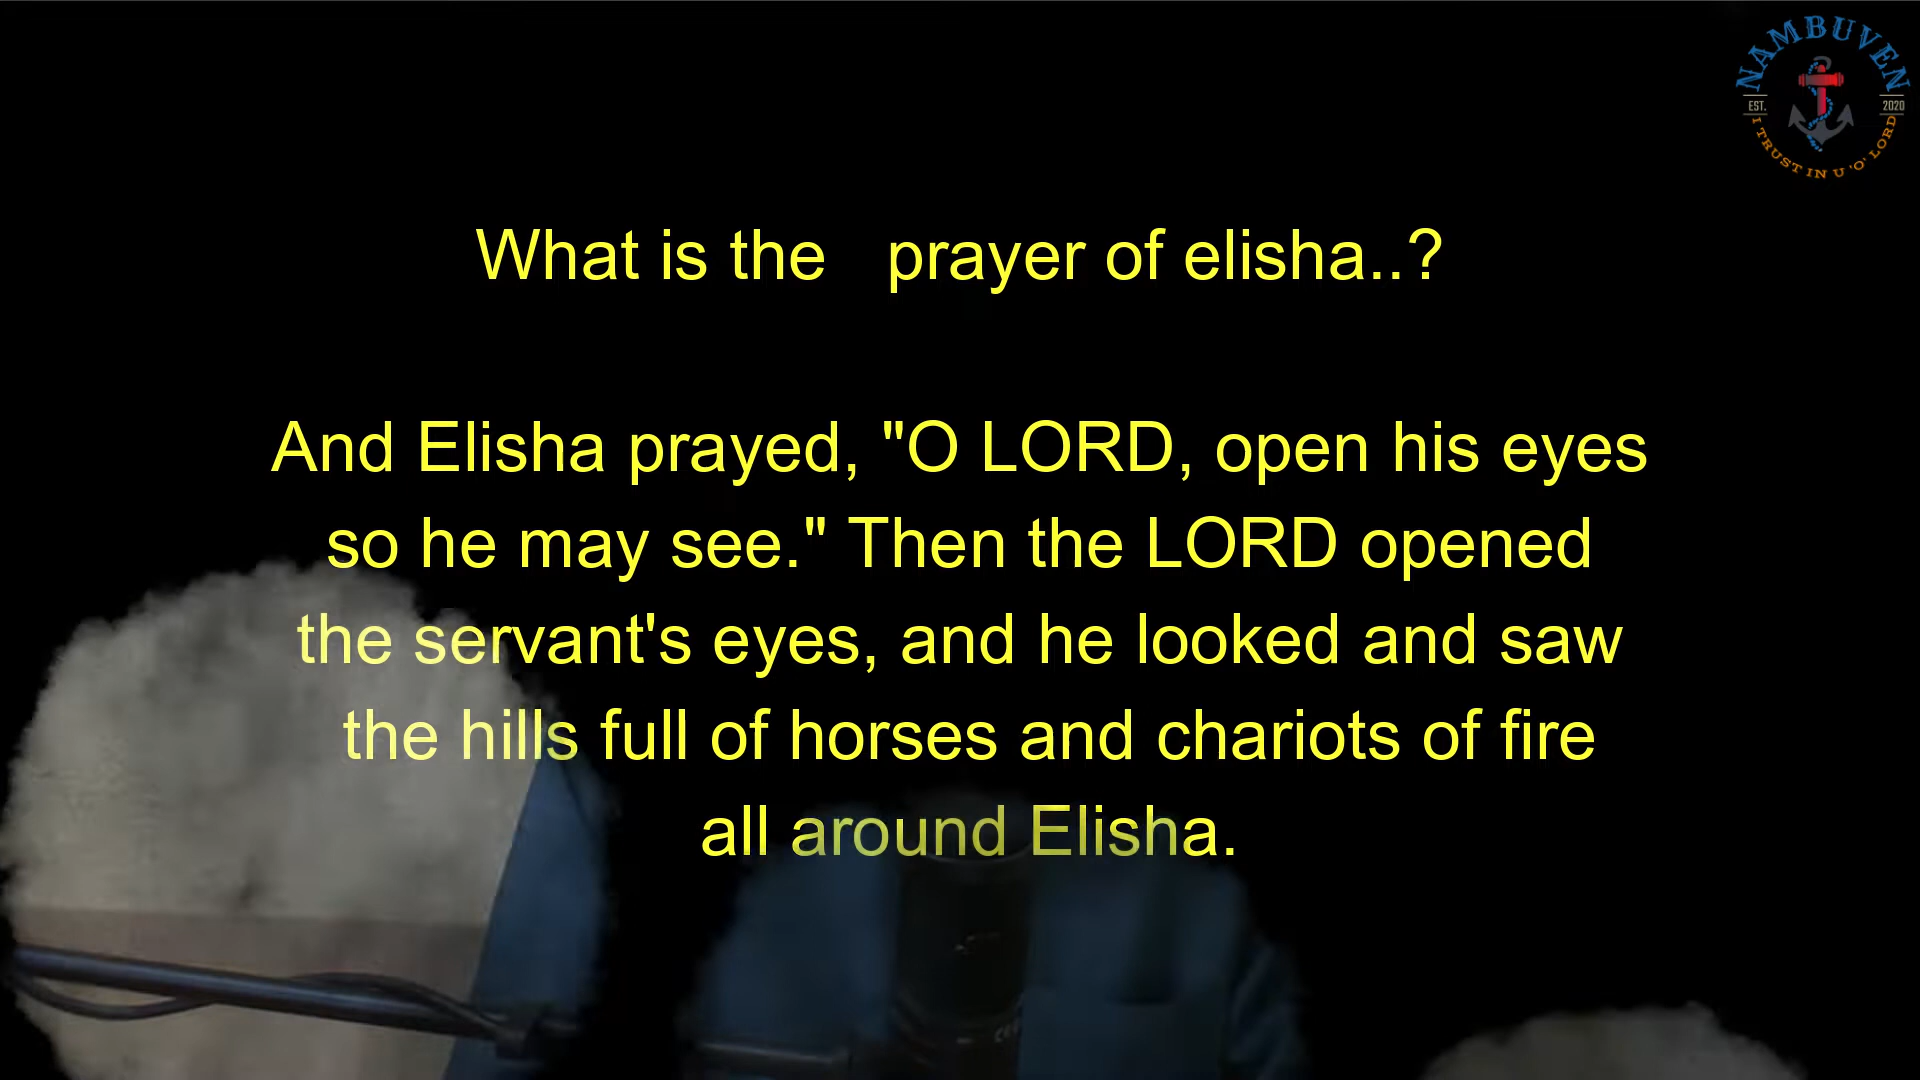 NAMBUVEN
EST. 2020
I TRUST IN U 'O' LORD
What is the   prayer of elisha..?
And Elisha prayed, "O LORD, open his eyes
so he may see." Then the LORD opened
the servant's eyes, and he looked and saw
the hills full of horses and chariots of fire
all around Elisha.